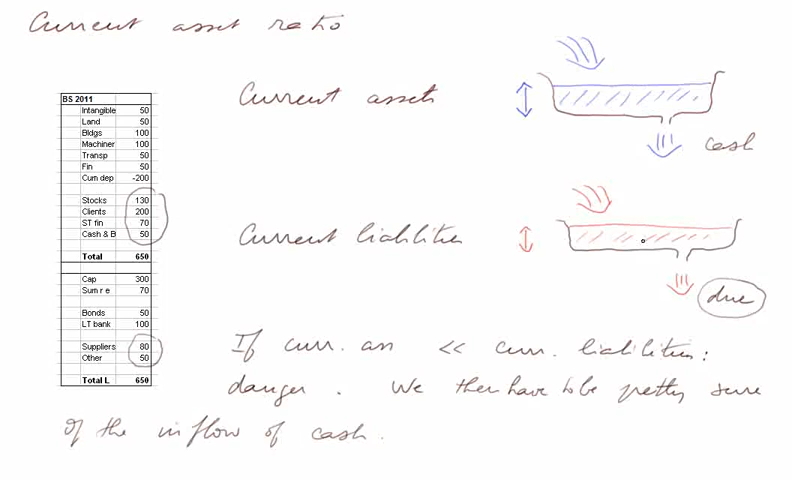 Current asset ratio
BS 2011
Intangible 50
Land 50
Bldgs 100
Machiner 100
Transp 50
Fin 50
Cum dep -200
Stocks 130
Clients 200
ST fin 70
Cash & B 50
Total 650
Cap 300
Sum r e 70
Bonds 50
LT bank 100
Suppliers 80
Other 50
Total L 650
Current assets
cash
Current liabilities
due
If curr. ass << curr. liabilities:
danger. We then have to be pretty sure
of the inflow of cash.